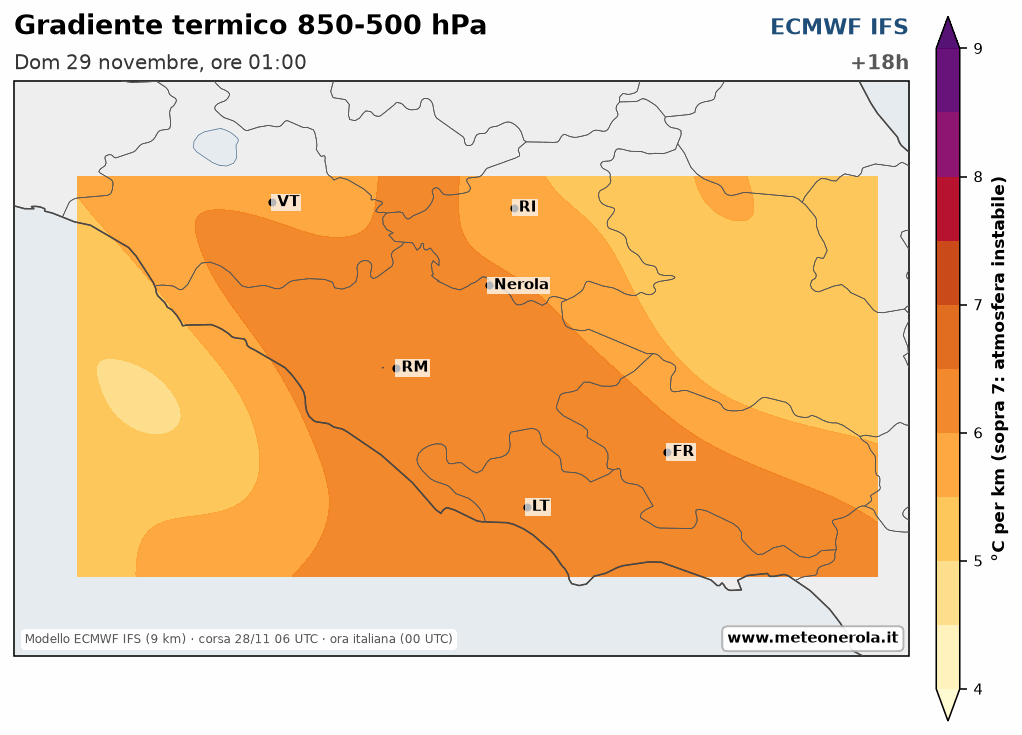 Gradiente termico 850-500 hPa
ECMWF IFS
Dom 29 novembre, ore 01:00
+18h
VT
RI
Nerola
RM
FR
LT
Modello ECMWF IFS (9 km) · corsa 28/11 06 UTC · ora italiana (00 UTC)
www.meteonerola.it
9
8
7
6
5
4
°C per km (sopra 7: atmosfera instabile)